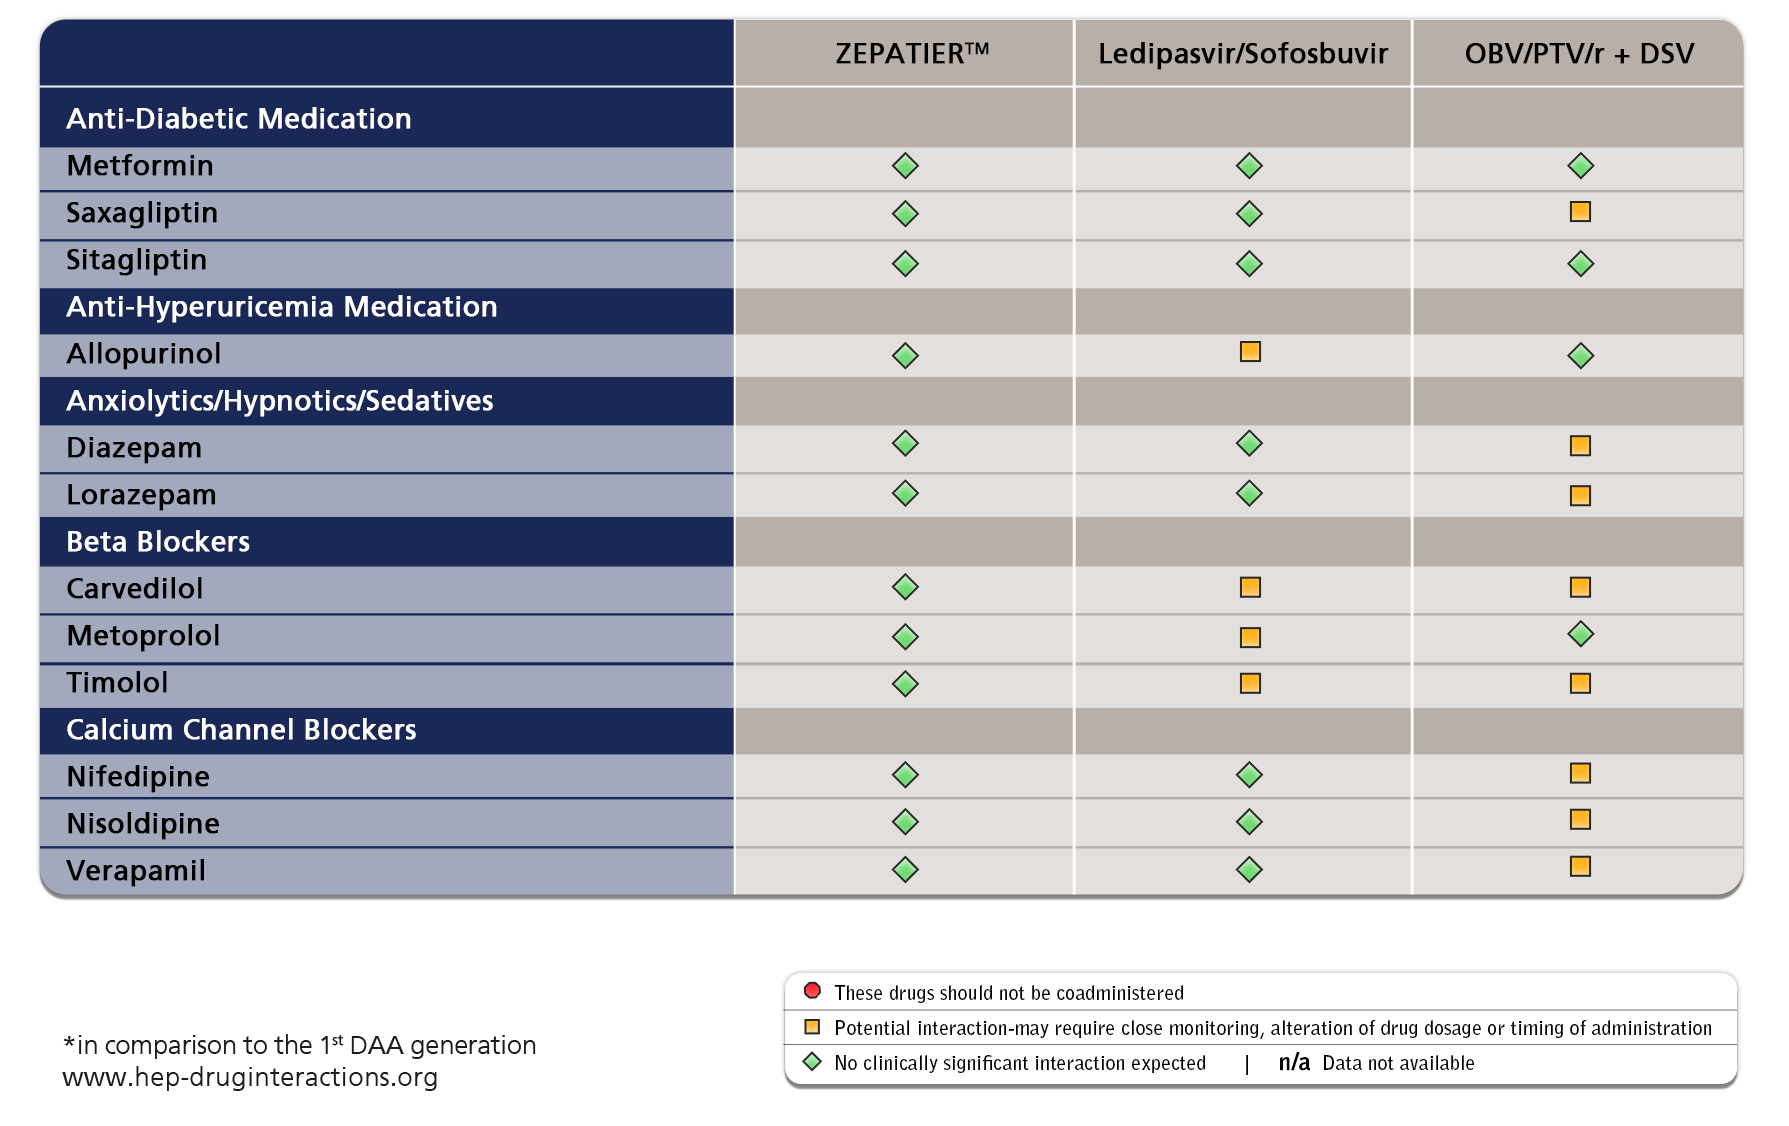 ZEPATIER™ Ledipasvir/Sofosbuvir OBV/PTV/r + DSV
Anti-Diabetic Medication
Metformin
Saxagliptin
Sitagliptin
Anti-Hyperuricemia Medication
Allopurinol
Anxiolytics/Hypnotics/Sedatives
Diazepam
Lorazepam
Beta Blockers
Carvedilol
Metoprolol
Timolol
Calcium Channel Blockers
Nifedipine
Nisoldipine
Verapamil
These drugs should not be coadministered
Potential interaction-may require close monitoring, alteration of drug dosage or timing of administration
No clinically significant interaction expected | n/a Data not available
*in comparison to the 1st DAA generation
www.hep-druginteractions.org